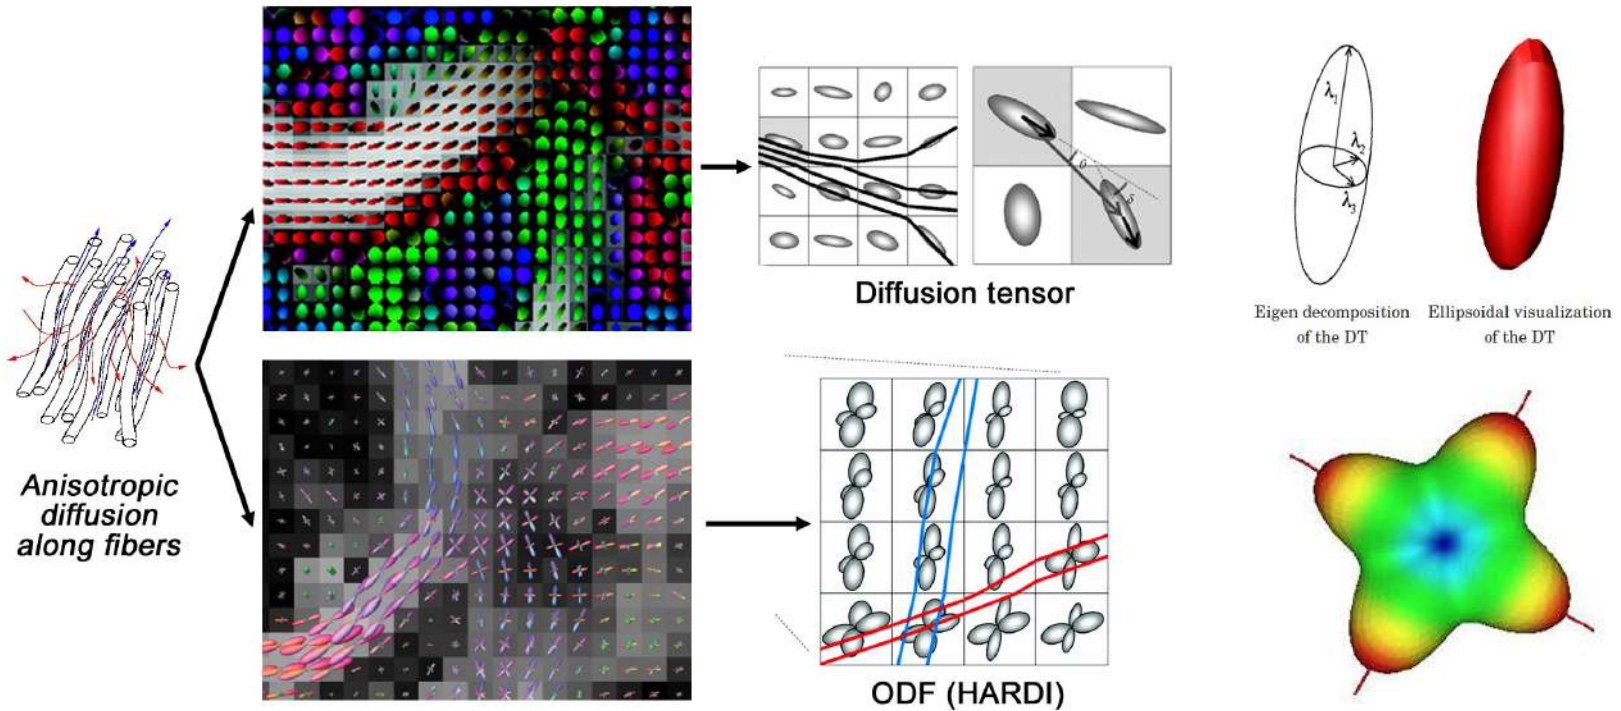 Anisotropic
diffusion
along fibers
θ
δ
Diffusion tensor
λ1
λ2
λ3
Eigen decomposition
of the DT
Ellipsoidal visualization
of the DT
ODF (HARDI)